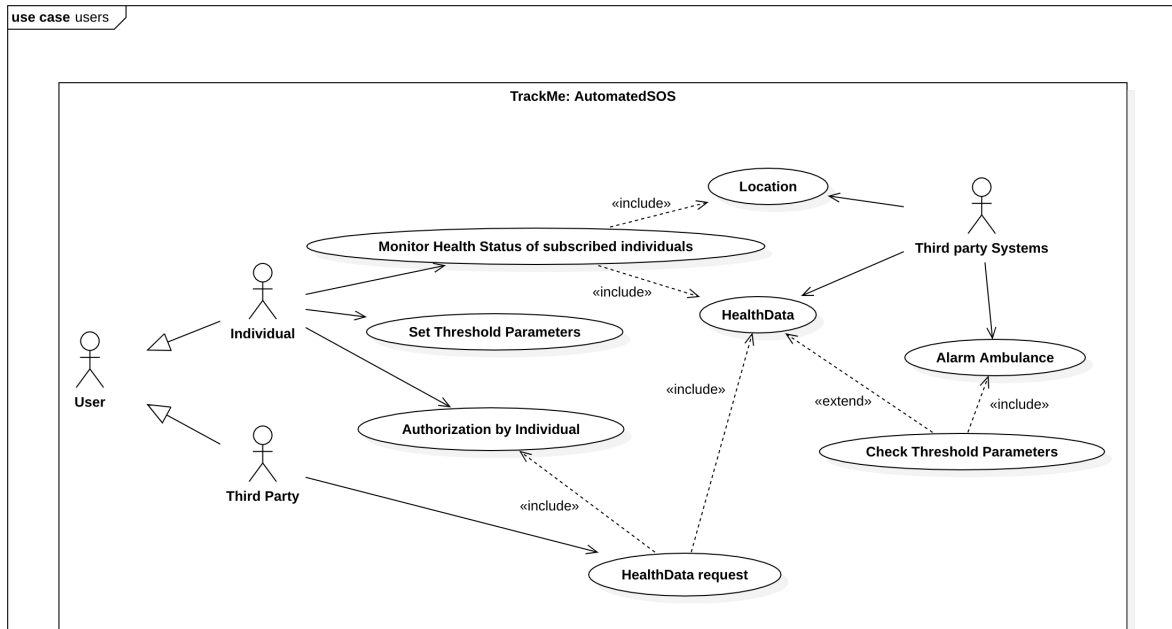 use case users
TrackMe: AutomatedSOS
Location
«include»
Monitor Health Status of subscribed individuals
Third party Systems
«include»
HealthData
Individual
Set Threshold Parameters
Alarm Ambulance
User
«include»
«extend»
«include»
Authorization by Individual
Check Threshold Parameters
Third Party
«include»
HealthData request